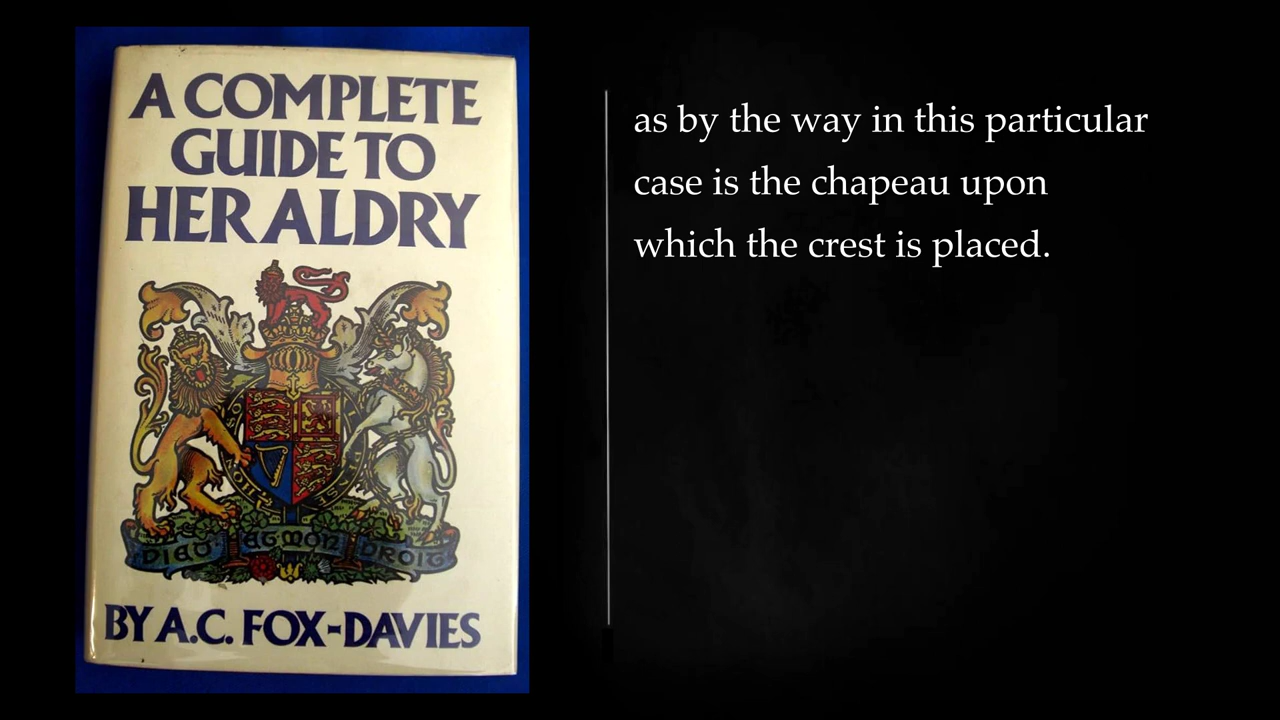 A COMPLETE
GUIDE TO
HERALDRY
DIEU ET MON DROIT
BY A.C. FOX-DAVIES
as by the way in this particular
case is the chapeau upon
which the crest is placed.